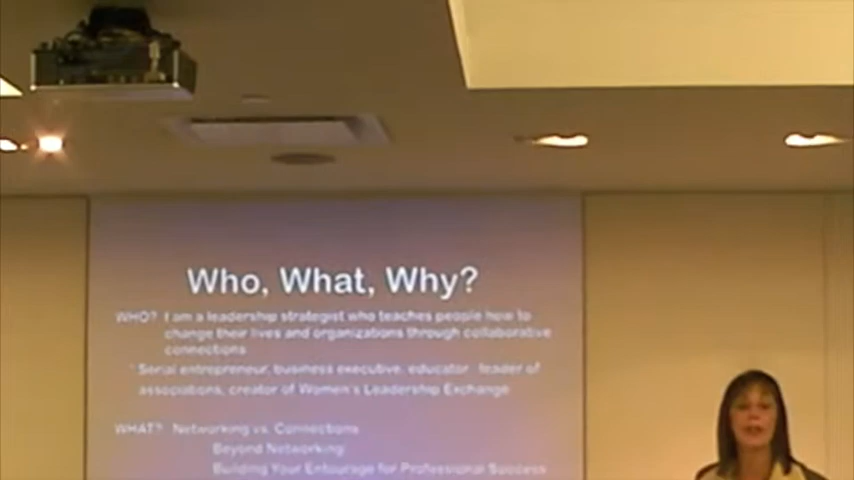 Who, What, Why?
WHO? I am a leadership strategist who teaches people how to
change their lives and organizations through collaborative
connections
* Serial entrepreneur, business executive, educator, leader of
associations, creator of Women's Leadership Exchange
WHAT? Networking vs. Connections
Beyond Networking
Building Your Entourage for Professional Success